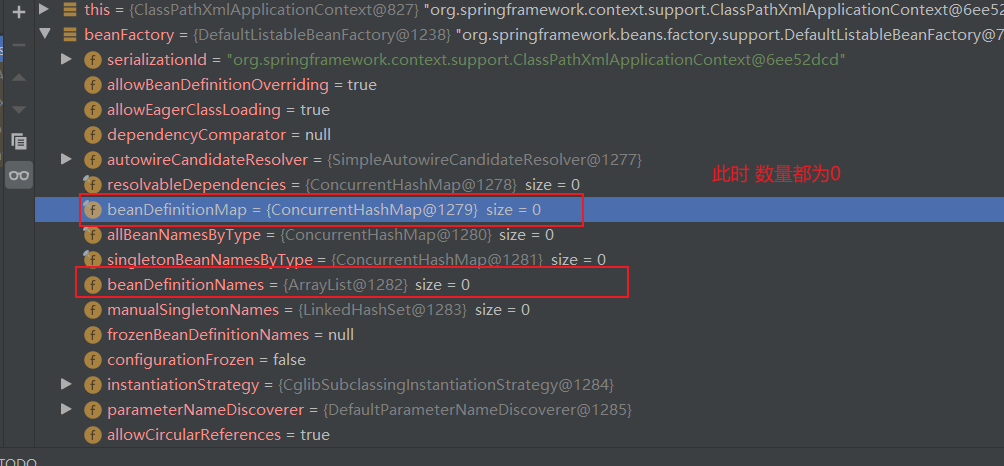 this = {ClassPathXmlApplicationContext@827} "org.springframework.context.support.ClassPathXmlApplicationContext@6ee5
beanFactory = {DefaultListableBeanFactory@1238} "org.springframework.beans.factory.support.DefaultListableBeanFactory@7
serializationId = "org.springframework.context.support.ClassPathXmlApplicationContext@6ee52dcd"
allowBeanDefinitionOverriding = true
allowEagerClassLoading = true
dependencyComparator = null
autowireCandidateResolver = {SimpleAutowireCandidateResolver@1277}
此时 数量都为0
resolvableDependencies = {ConcurrentHashMap@1278} size = 0
beanDefinitionMap = {ConcurrentHashMap@1279} size = 0
allBeanNamesByType = {ConcurrentHashMap@1280} size = 0
singletonBeanNamesByType = {ConcurrentHashMap@1281} size = 0
beanDefinitionNames = {ArrayList@1282} size = 0
manualSingletonNames = {LinkedHashSet@1283} size = 0
frozenBeanDefinitionNames = null
configurationFrozen = false
instantiationStrategy = {CglibSubclassingInstantiationStrategy@1284}
parameterNameDiscoverer = {DefaultParameterNameDiscoverer@1285}
allowCircularReferences = true
TODO